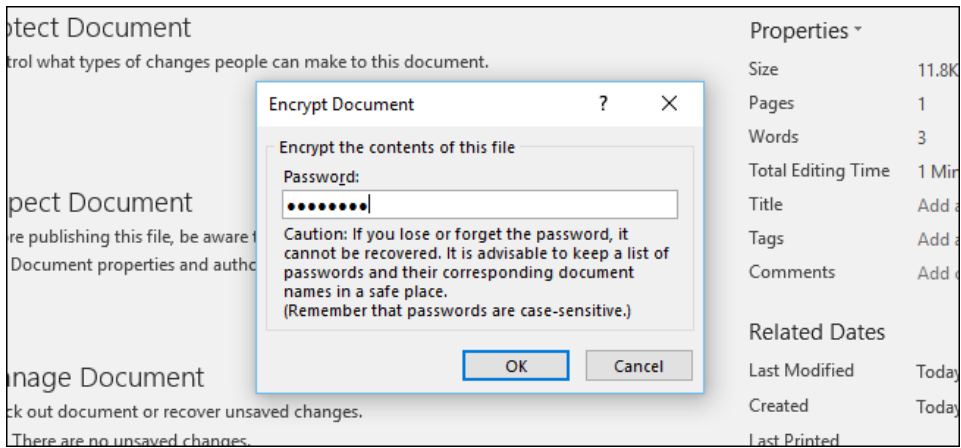 otect Document
trol what types of changes people can make to this document.
Properties
Size 11.8K
Encrypt Document ? X
Pages 1
Encrypt the contents of this file
Words 3
Password:
Total Editing Time 1 Min
pect Document
●●●●●●●●
Title Add a
re publishing this file, be aware t
Caution: If you lose or forget the password, it
Tags Add a
cannot be recovered. It is advisable to keep a list of
Document properties and autho
passwords and their corresponding document
Comments Add
names in a safe place.
(Remember that passwords are case-sensitive.)
Related Dates
OK Cancel
Last Modified Today
anage Document
Created Today
ck out document or recover unsaved changes.
There are no unsaved changes.
Last Printed